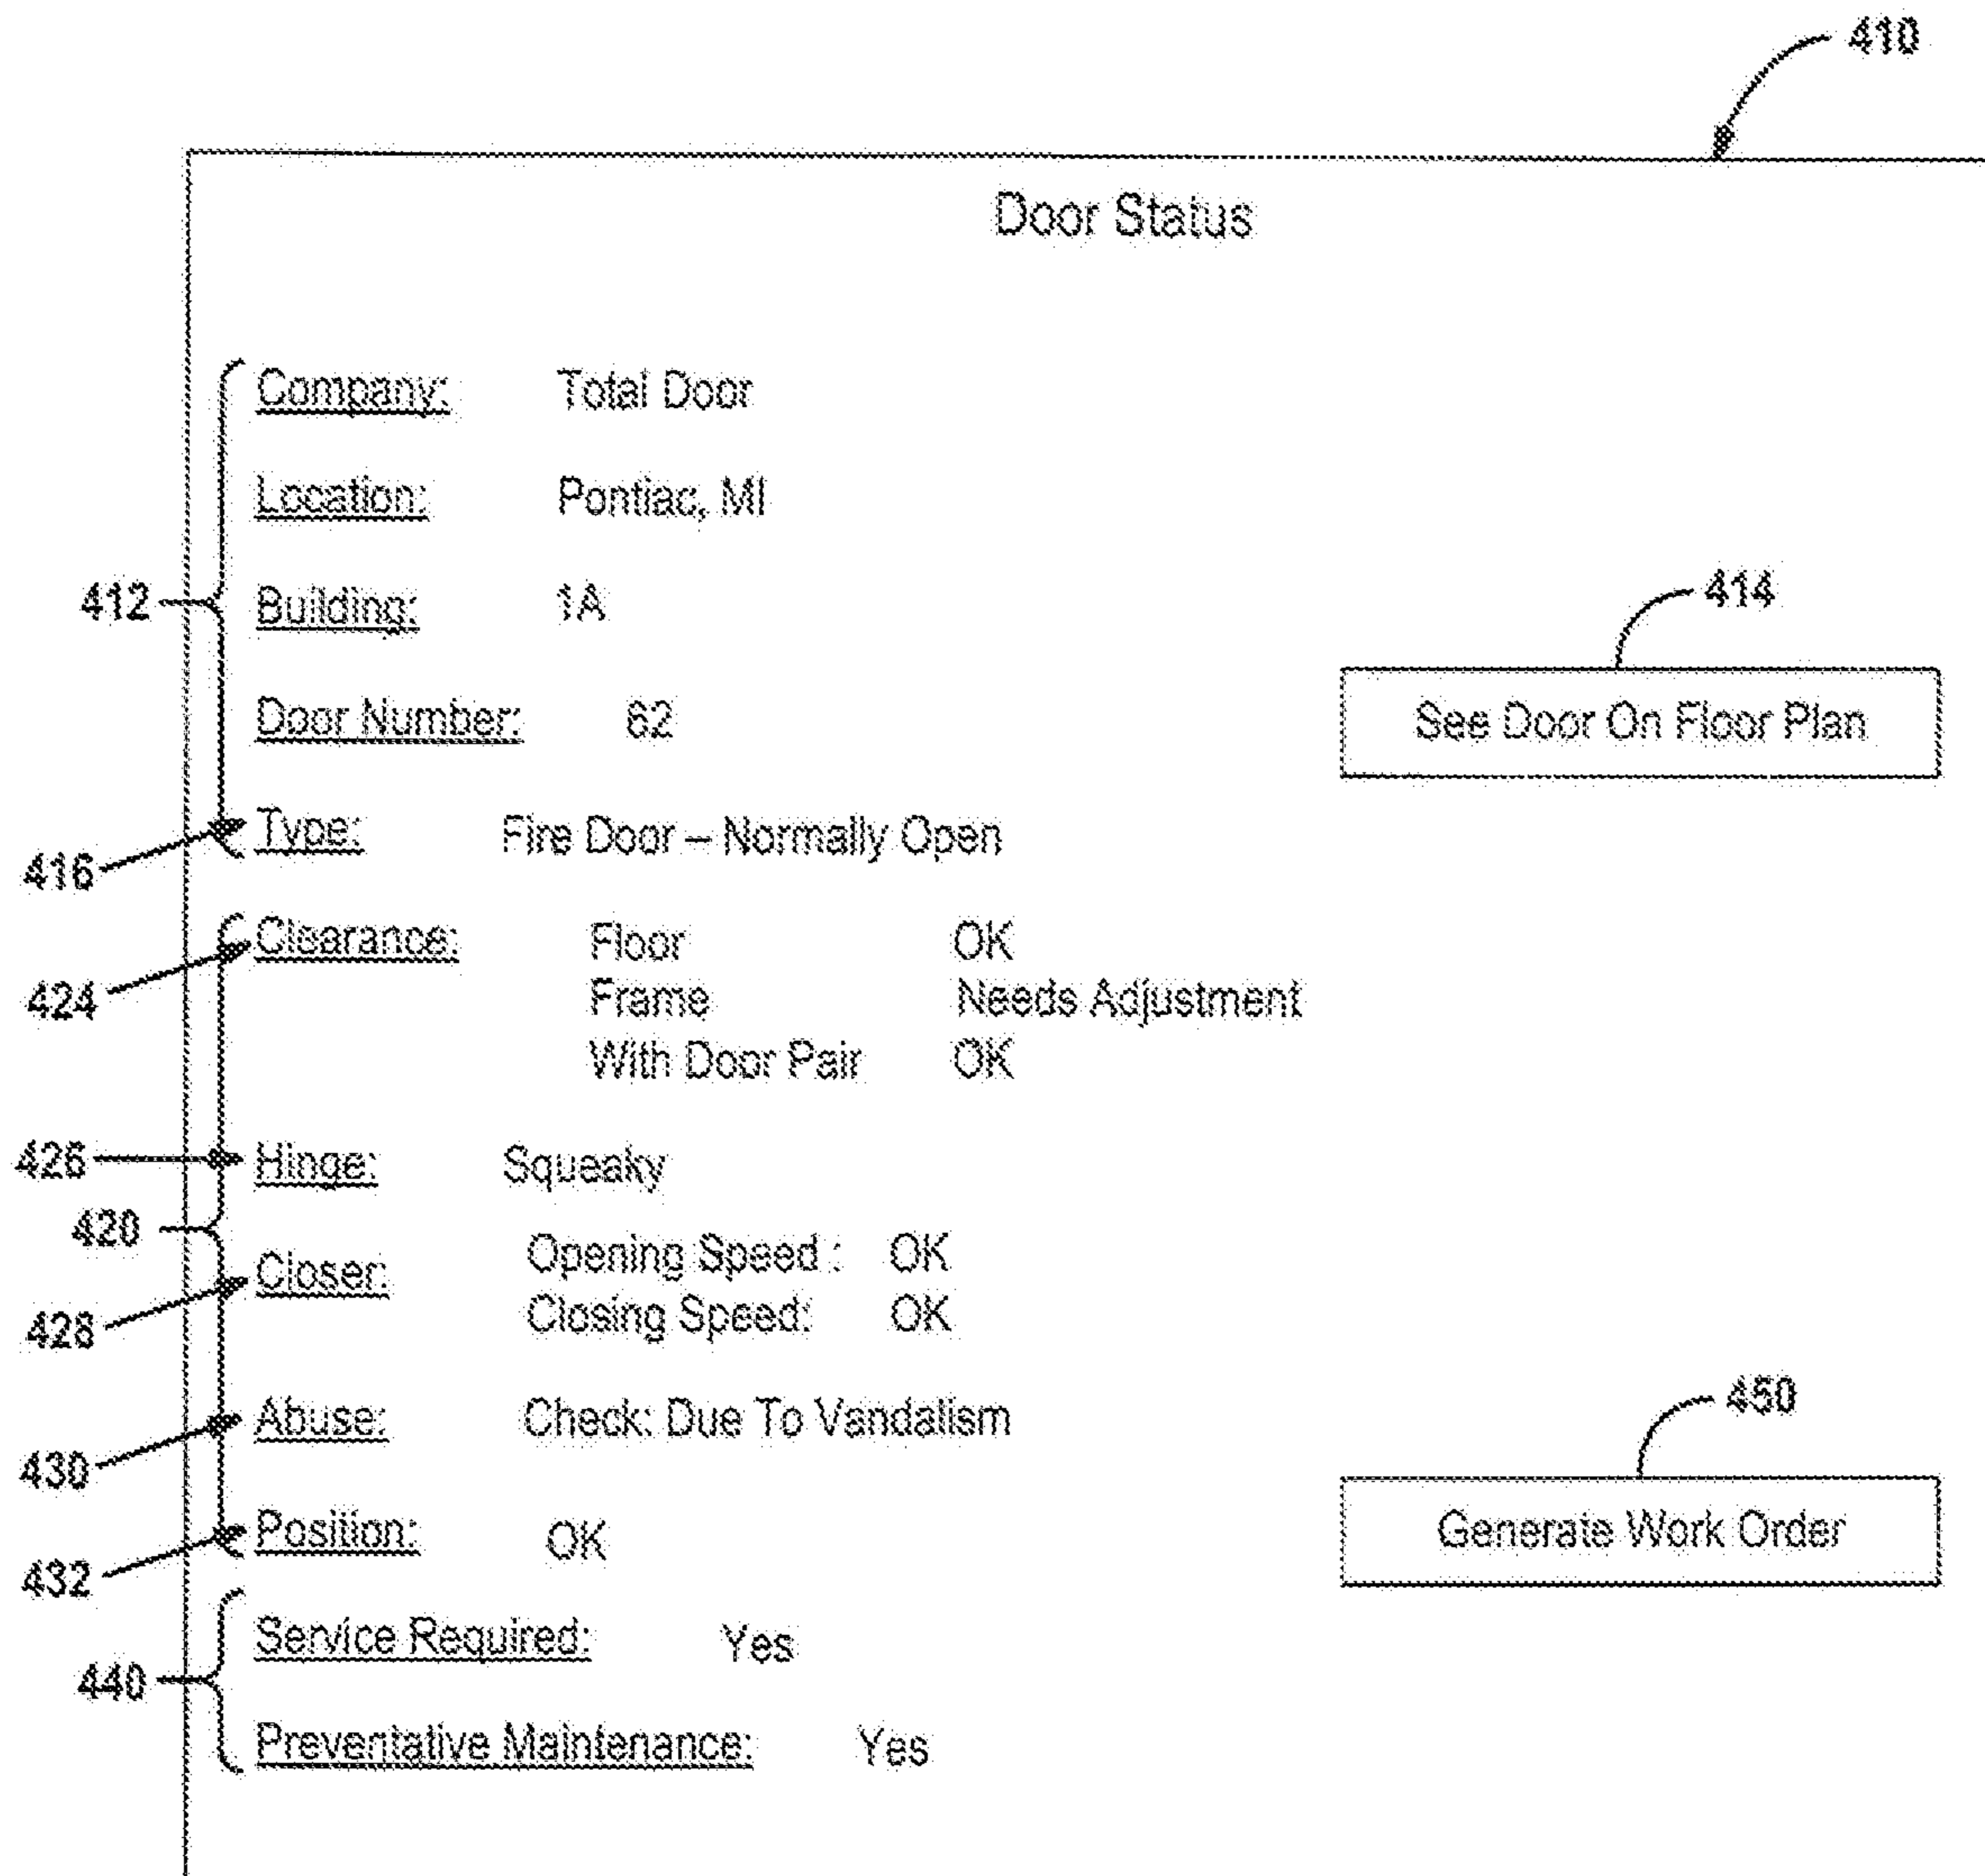 410
Door Status
Company: Total Door
Location: Pontiac, MI
412 Building: 1A
414
Door Number: 62 See Door On Floor Plan
416 Type: Fire Door – Normally Open
424 Clearance: Floor OK
Frame Needs Adjustment
With Door Pair OK
426 Hinge: Squeaky
420
428 Closer: Opening Speed : OK
Closing Speed: OK
430 Abuse: Check: Due To Vandalism
450
432 Position: OK Generate Work Order
Service Required: Yes
440
Preventative Maintenance: Yes